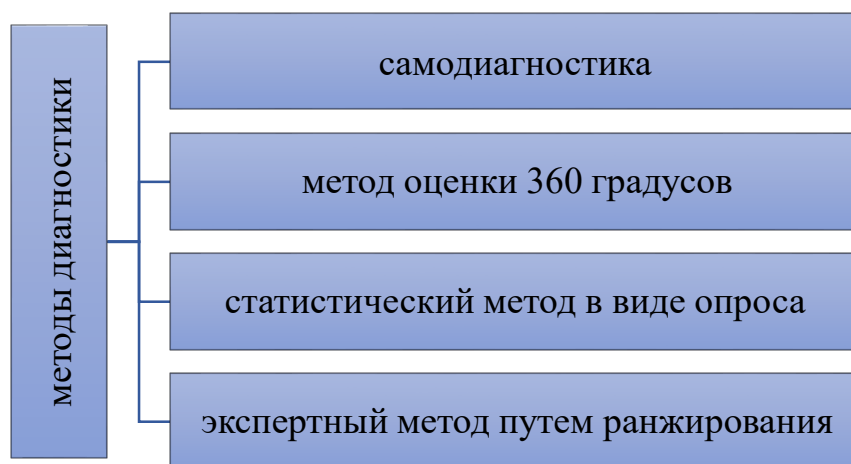 методы диагностики
самодиагностика
метод оценки 360 градусов
статистический метод в виде опроса
экспертный метод путем ранжирования